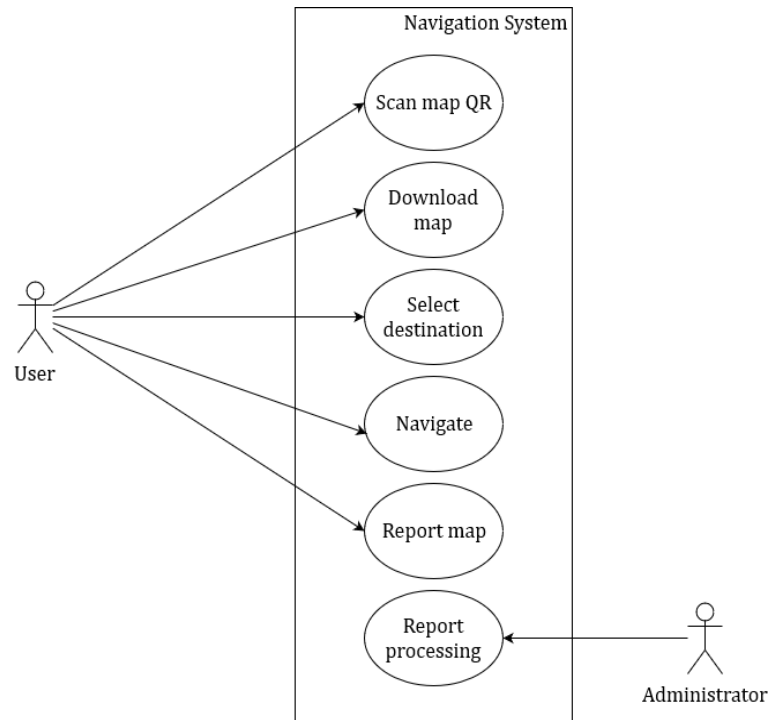 Navigation System
Scan map QR
Download
map
Select
destination
User
Navigate
Report map
Report
processing
Administrator